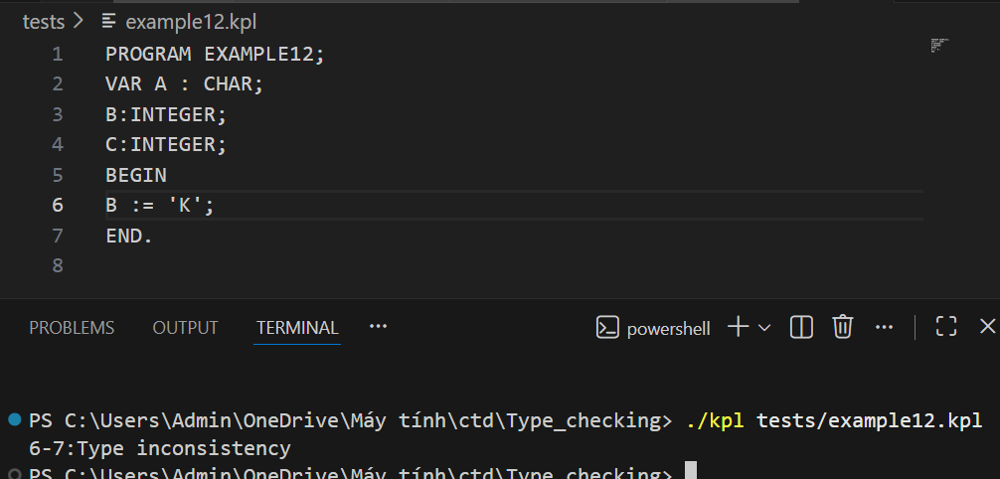 tests > example12.kpl
1 PROGRAM EXAMPLE12;
2 VAR A : CHAR;
3 B:INTEGER;
4 C:INTEGER;
5 BEGIN
6 B := 'K';
7 END.
8
PROBLEMS OUTPUT TERMINAL ... powershell
PS C:\Users\Admin\OneDrive\Máy tính\ctd\Type_checking> ./kpl tests/example12.kpl
6-7:Type inconsistency
PS C:\Users\Admin\OneDrive\Máy tính\ctd\Type_checking>